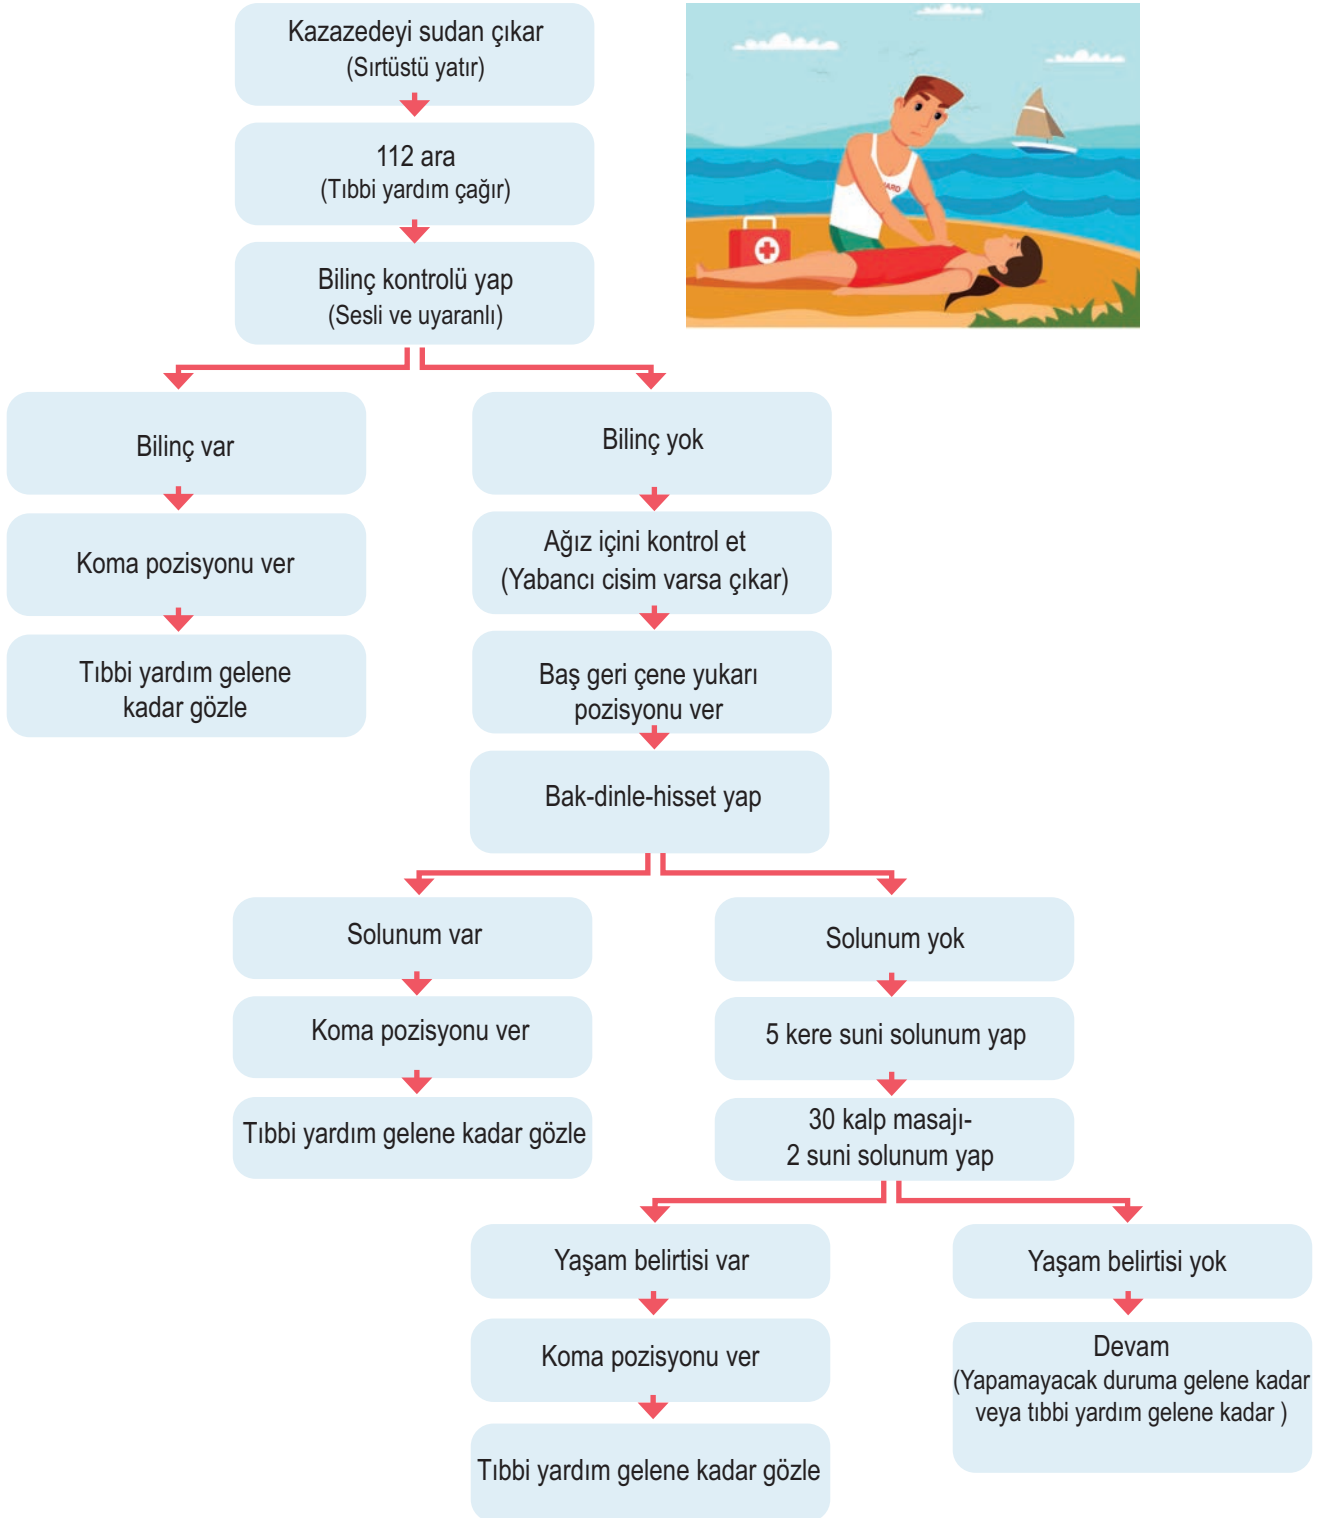 Kazazedeyi sudan çıkar
(Sırtüstü yatır)
112 ara
(Tıbbi yardım çağır)
Bilinç kontrolü yap
(Sesli ve uyaranlı)
ARD
Bilinç var
Koma pozisyonu ver
Tıbbi yardım gelene
kadar gözle
Bilinç yok
Ağız içini kontrol et
(Yabancı cisim varsa çıkar)
Baş geri çene yukarı
pozisyonu ver
Bak-dinle-hisset yap
Solunum var
Koma pozisyonu ver
Tıbbi yardım gelene kadar gözle
Solunum yok
5 kere suni solunum yap
30 kalp masajı-
2 suni solunum yap
Yaşam belirtisi var
Koma pozisyonu ver
Tıbbi yardım gelene kadar gözle
Yaşam belirtisi yok
Devam
(Yapamayacak duruma gelene kadar
veya tıbbi yardım gelene kadar )